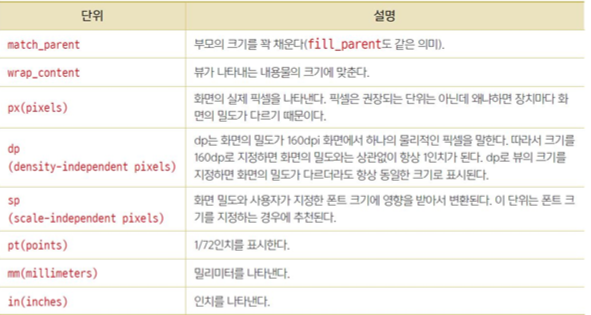 단위 설명
match_parent 부모의 크기를 꽉 채운다(fill_parent도 같은 의미).
wrap_content 뷰가 나타내는 내용물의 크기에 맞춘다.
px(pixels) 화면의 실제 픽셀을 나타낸다. 픽셀은 권장되는 단위는 아닌데 왜냐하면 장치마다 화
면의 밀도가 다르기 때문이다.
dp
(density-independent pixels)
dp는 화면의 밀도가 160dpi 화면에서 하나의 물리적인 픽셀을 말한다. 따라서 크기를
160dp로 지정하면 화면의 밀도와는 상관없이 항상 1인치가 된다. dp로 뷰의 크기를
지정하면 화면의 밀도가 다르더라도 항상 동일한 크기로 표시된다.
sp
(scale-independent pixels)
화면 밀도와 사용자가 지정한 폰트 크기에 영향을 받아서 변환된다. 이 단위는 폰트 크
기를 지정하는 경우에 추천된다.
pt(points) 1/72인치를 표시한다.
mm(millimeters) 밀리미터를 나타낸다.
in(inches) 인치를 나타낸다.